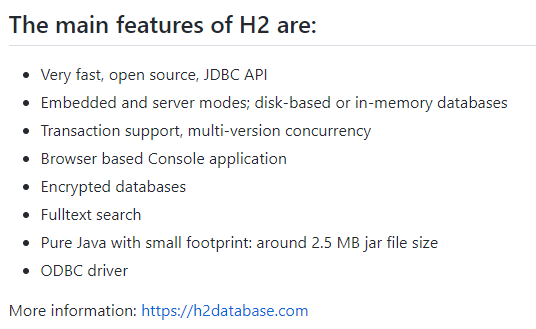 The main features of H2 are:
Very fast, open source, JDBC API
Embedded and server modes; disk-based or in-memory databases
Transaction support, multi-version concurrency
Browser based Console application
Encrypted databases
Fulltext search
Pure Java with small footprint: around 2.5 MB jar file size
ODBC driver
More information: https://h2database.com